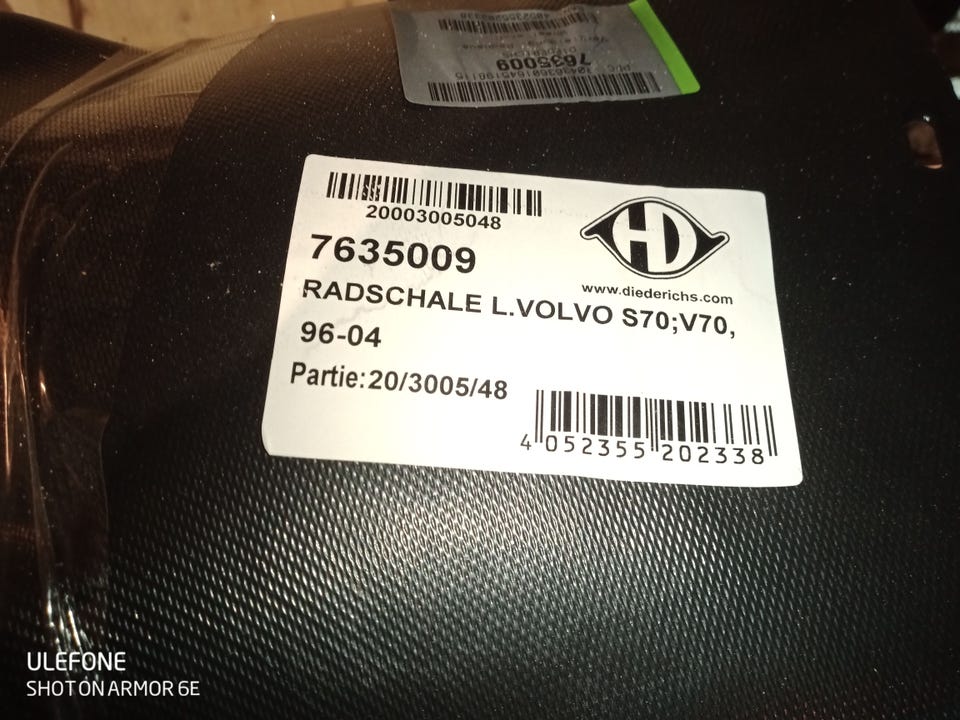 7635009
20003005048
7635009
HD
www.diederichs.com
RADSCHALE L.VOLVO S70;V70,
96-04
Partie:20/3005/48
4 052355 202338
ULEFONE
SHOT ON ARMOR 6E